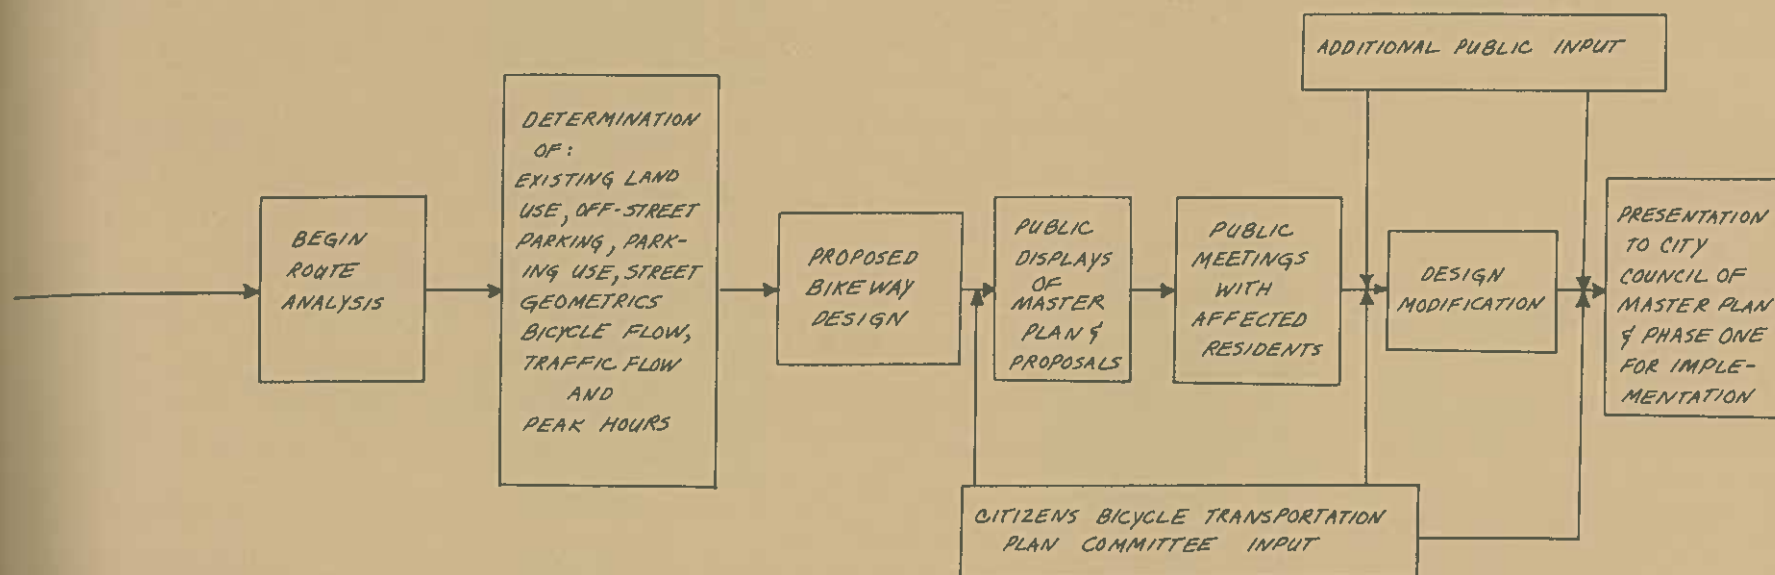 ADDITIONAL PUBLIC INPUT
BEGIN
ROUTE
ANALYSIS
DETERMINATION
OF:
EXISTING LAND
USE, OFF-STREET
PARKING, PARK-
ING USE, STREET
GEOMETRICS
BICYCLE FLOW,
TRAFFIC FLOW
AND
PEAK HOURS
PROPOSED
BIKEWAY
DESIGN
PUBLIC
DISPLAYS
OF
MASTER
PLAN &
PROPOSALS
PUBLIC
MEETINGS
WITH
AFFECTED
RESIDENTS
DESIGN
MODIFICATION
PRESENTATION
TO CITY
COUNCIL OF
MASTER PLAN
& PHASE ONE
FOR IMPLE-
MENTATION
CITIZENS BICYCLE TRANSPORTATION
PLAN COMMITTEE INPUT